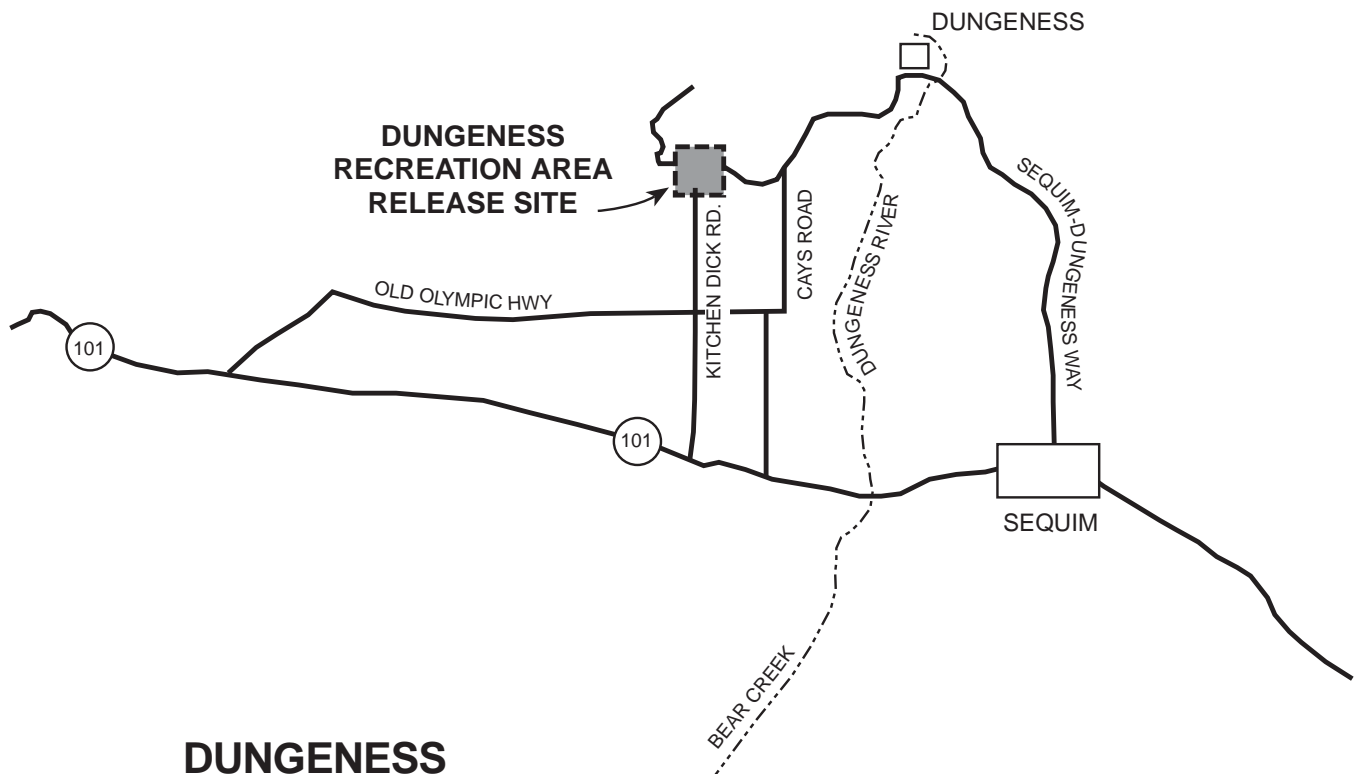 DUNGENESS
DUNGENESS
RECREATION AREA
RELEASE SITE
KITCHEN DICK RD.
CAYS ROAD
DUNGENESS RIVER
SEQUIM-DUNGENESS WAY
OLD OLYMPIC HWY
101
101
SEQUIM
BEAR CREEK
DUNGENESS